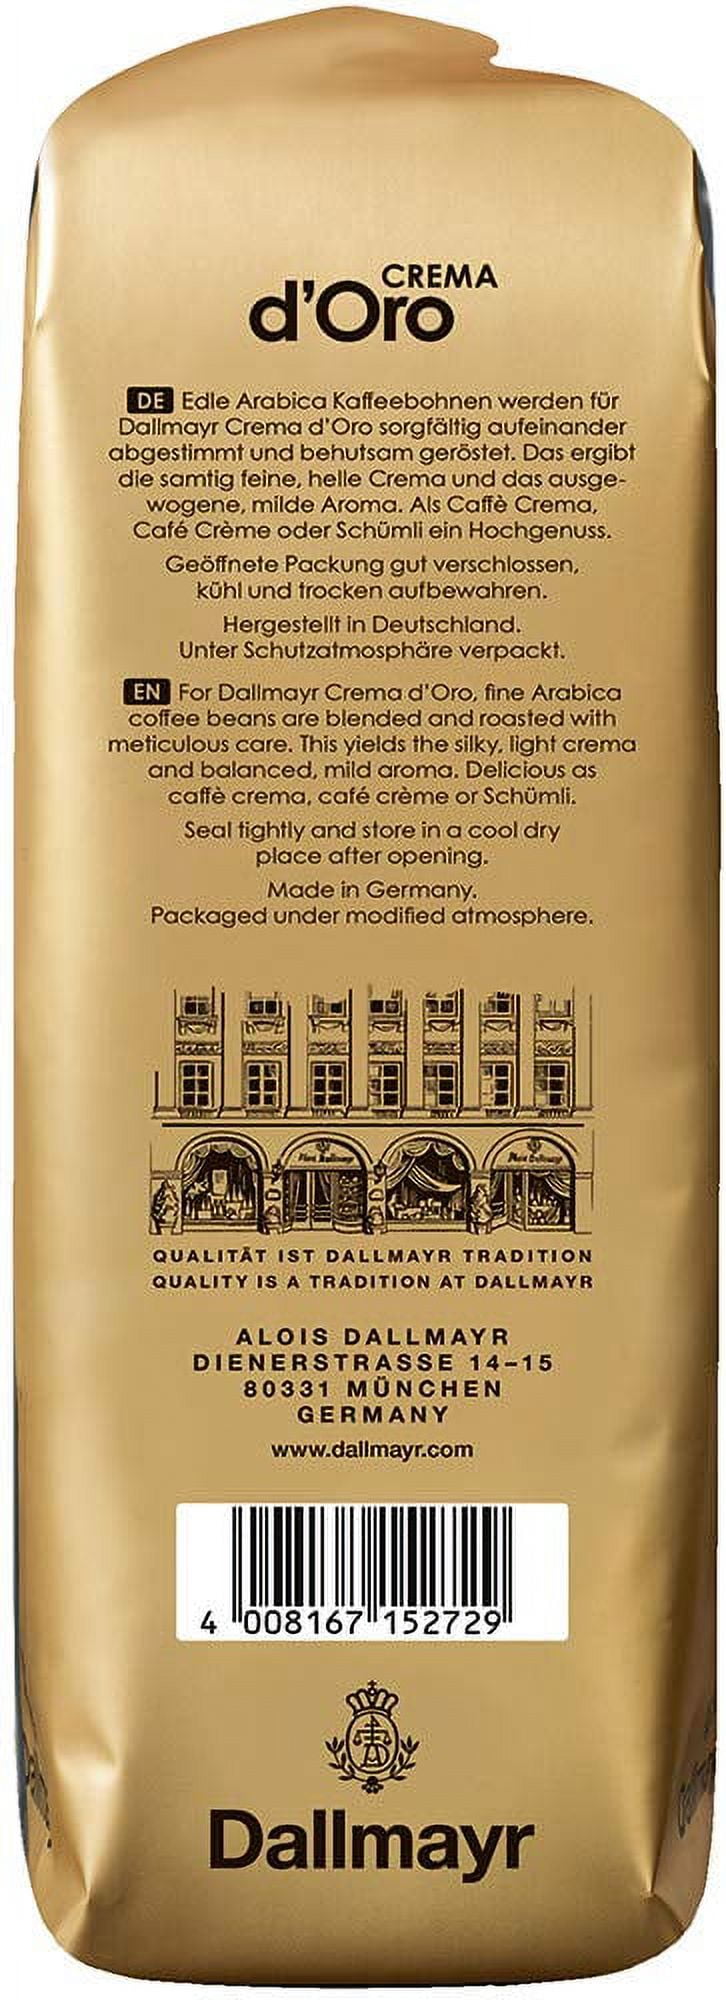 CREMA
d'Oro
DE Edle Arabica Kaffeebohnen werden für
Dallmayr Crema d'Oro sorgfältig aufeinander
abgestimmt und behutsam geröstet. Das ergibt
die samtig feine, helle Crema und das ausge-
wogene, milde Aroma. Als Caffè Crema,
Café Crème oder Schümli ein Hochgenuss.
Geöffnete Packung gut verschlossen,
kühl und trocken aufbewahren.
Hergestellt in Deutschland.
Unter Schutzatmosphäre verpackt.
EN For Dallmayr Crema d'Oro, fine Arabica
coffee beans are blended and roasted with
meticulous care. This yields the silky, light crema
and balanced, mild aroma. Delicious as
caffè crema, café crème or Schümli.
Seal tightly and store in a cool dry
place after opening.
Made in Germany.
Packaged under modified atmosphere.
Alois Dallmayr Alois Dallmayr
QUALITÄT IST DALLMAYR TRADITION
QUALITY IS A TRADITION AT DALLMAYR
ALOIS DALLMAYR
DIENERSTRASSE 14–15
80331 MÜNCHEN
GERMANY
www.dallmayr.com
4 008167 152729
Dallmayr